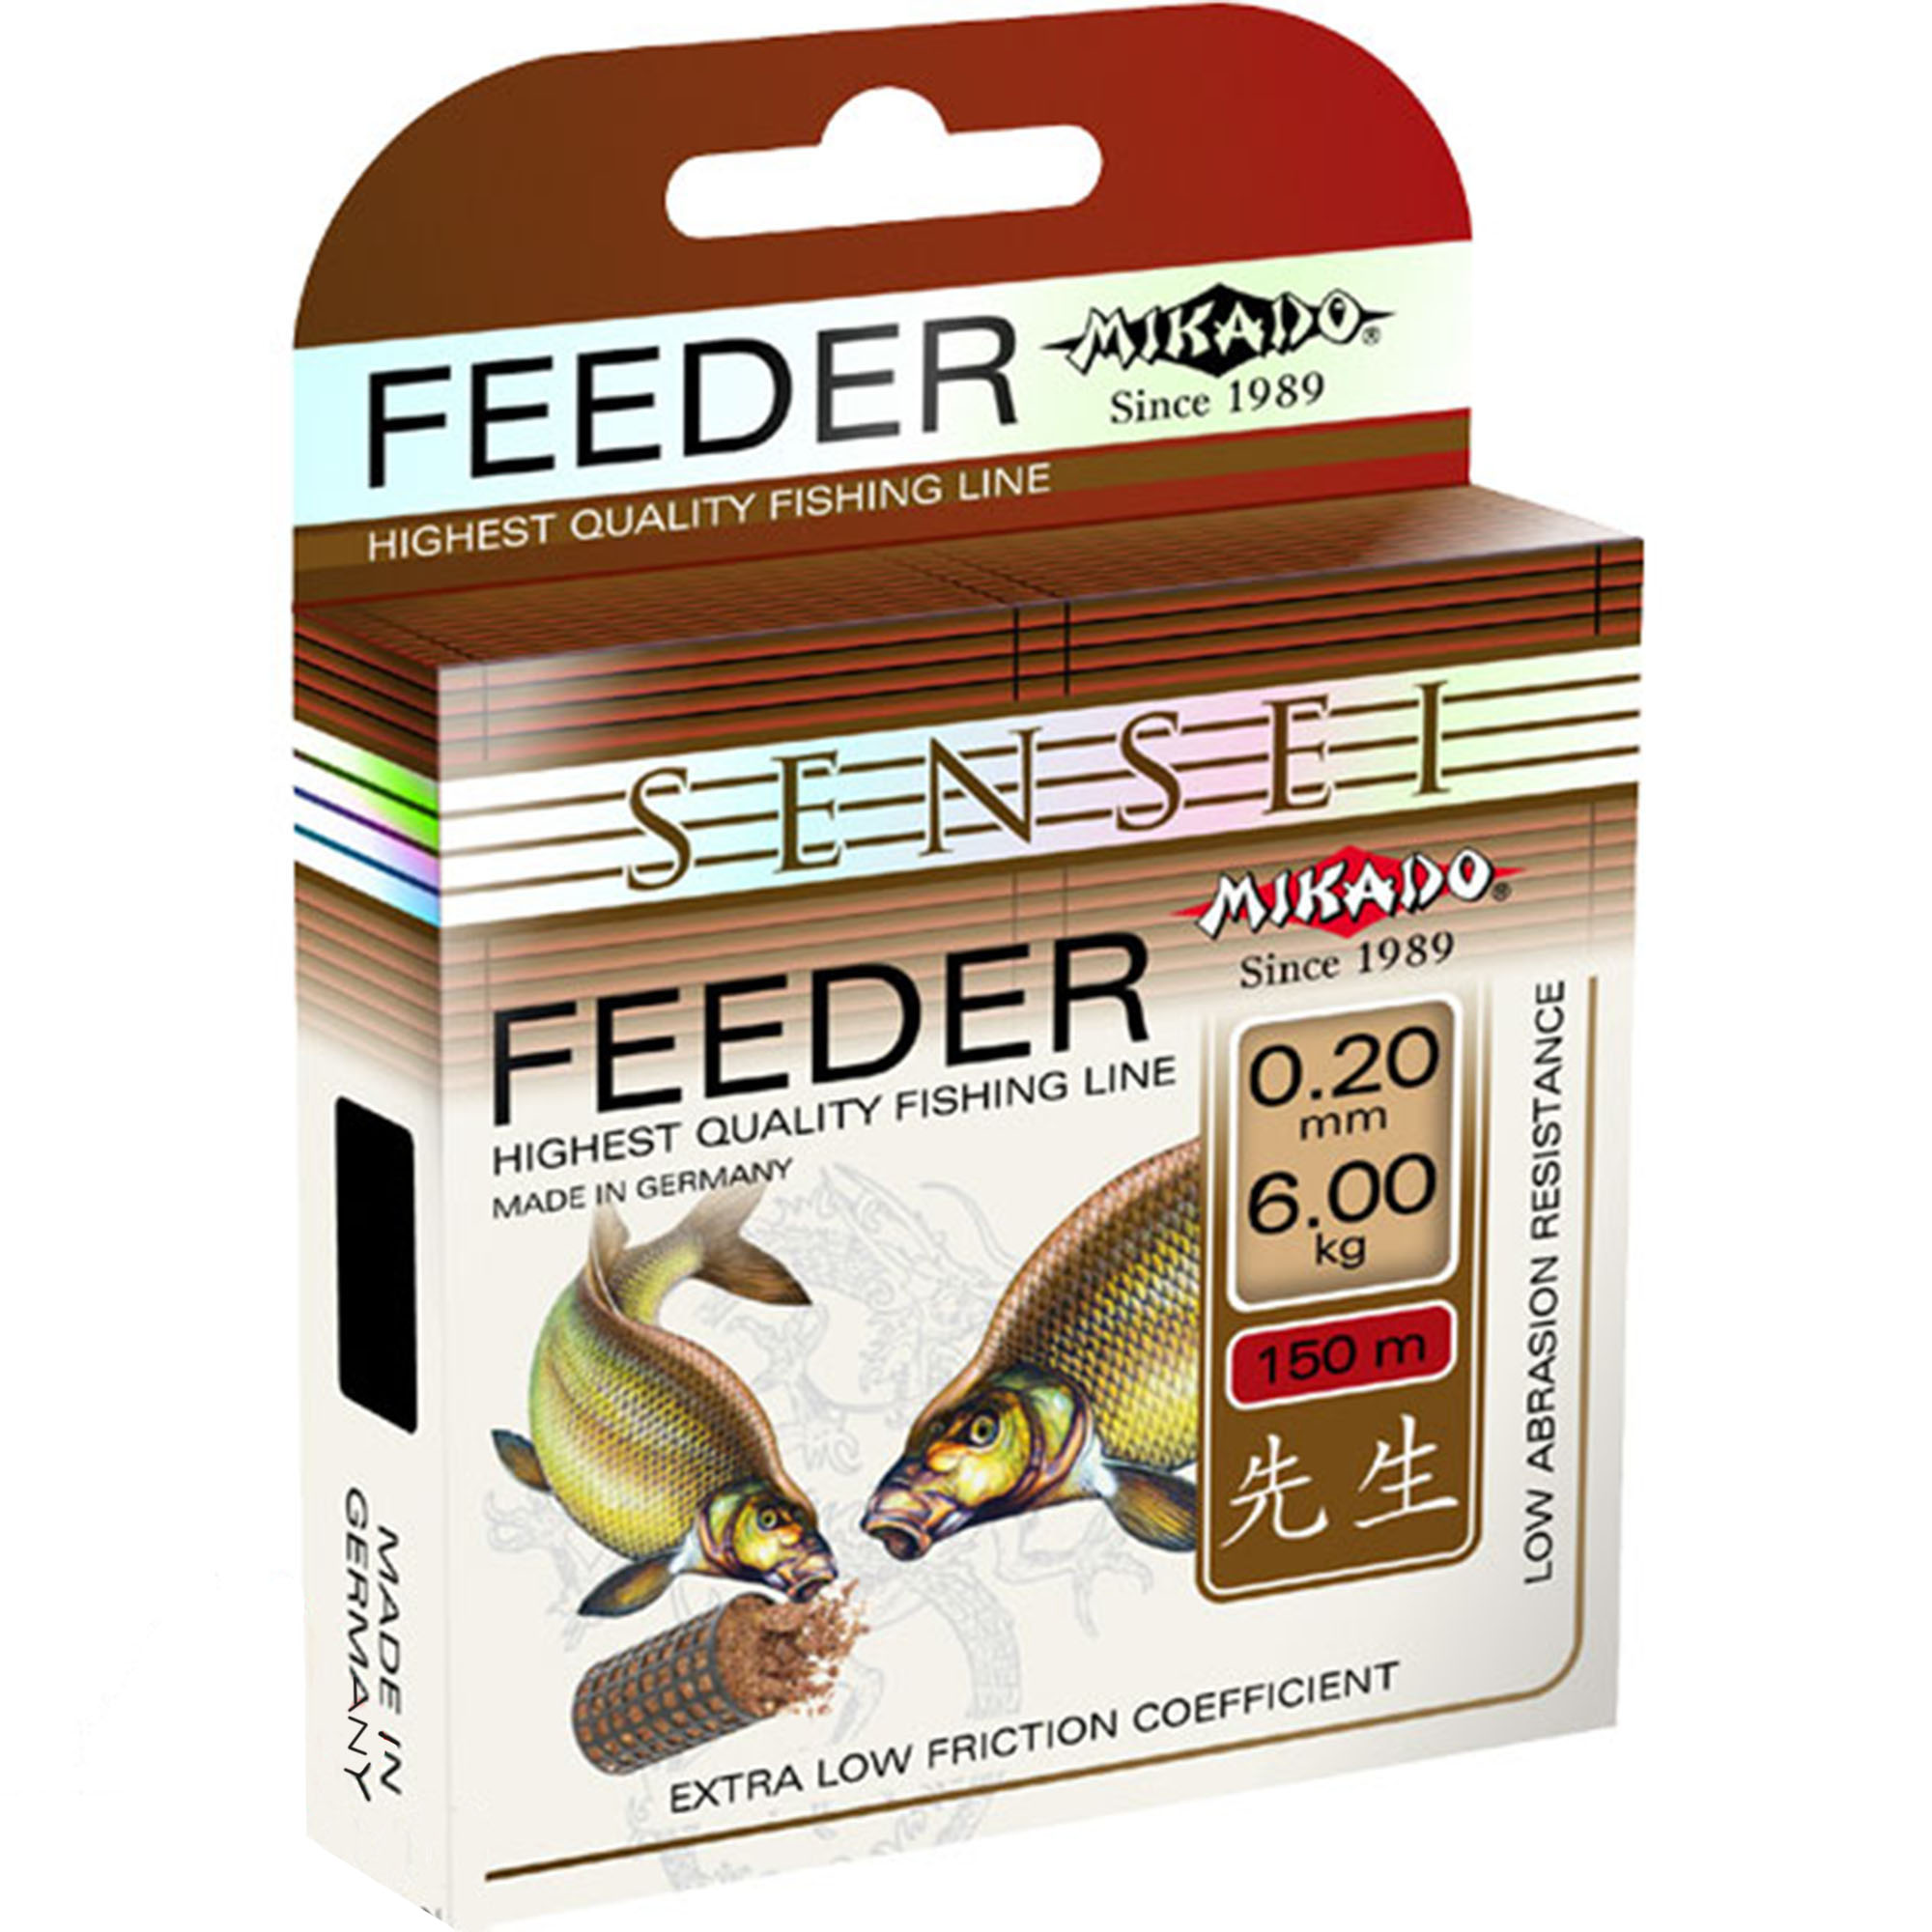 FEEDER
MIKADO®
Since 1989
HIGHEST QUALITY FISHING LINE
SENSEI
MIKADO®
Since 1989
FEEDER
HIGHEST QUALITY FISHING LINE
MADE IN GERMANY
0.20
mm
6.00
kg
150 m
先生
LOW ABRASION RESISTANCE
EXTRA LOW FRICTION COEFFICIENT
MADE IN
GERMANY